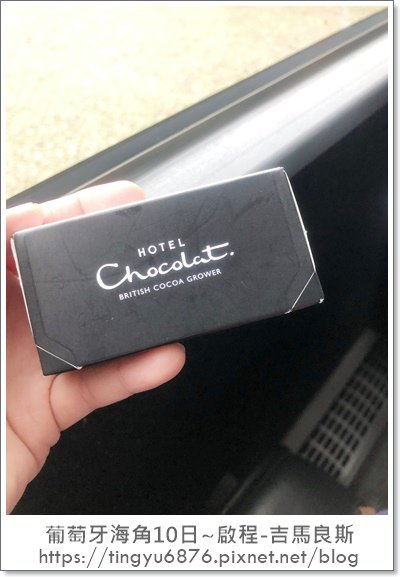 HOTEL
Chocolat.
BRITISH COCOA GROWER
葡萄牙海角10日~啟程-吉馬良斯
https://tingyu6876.pixnet.net/blog